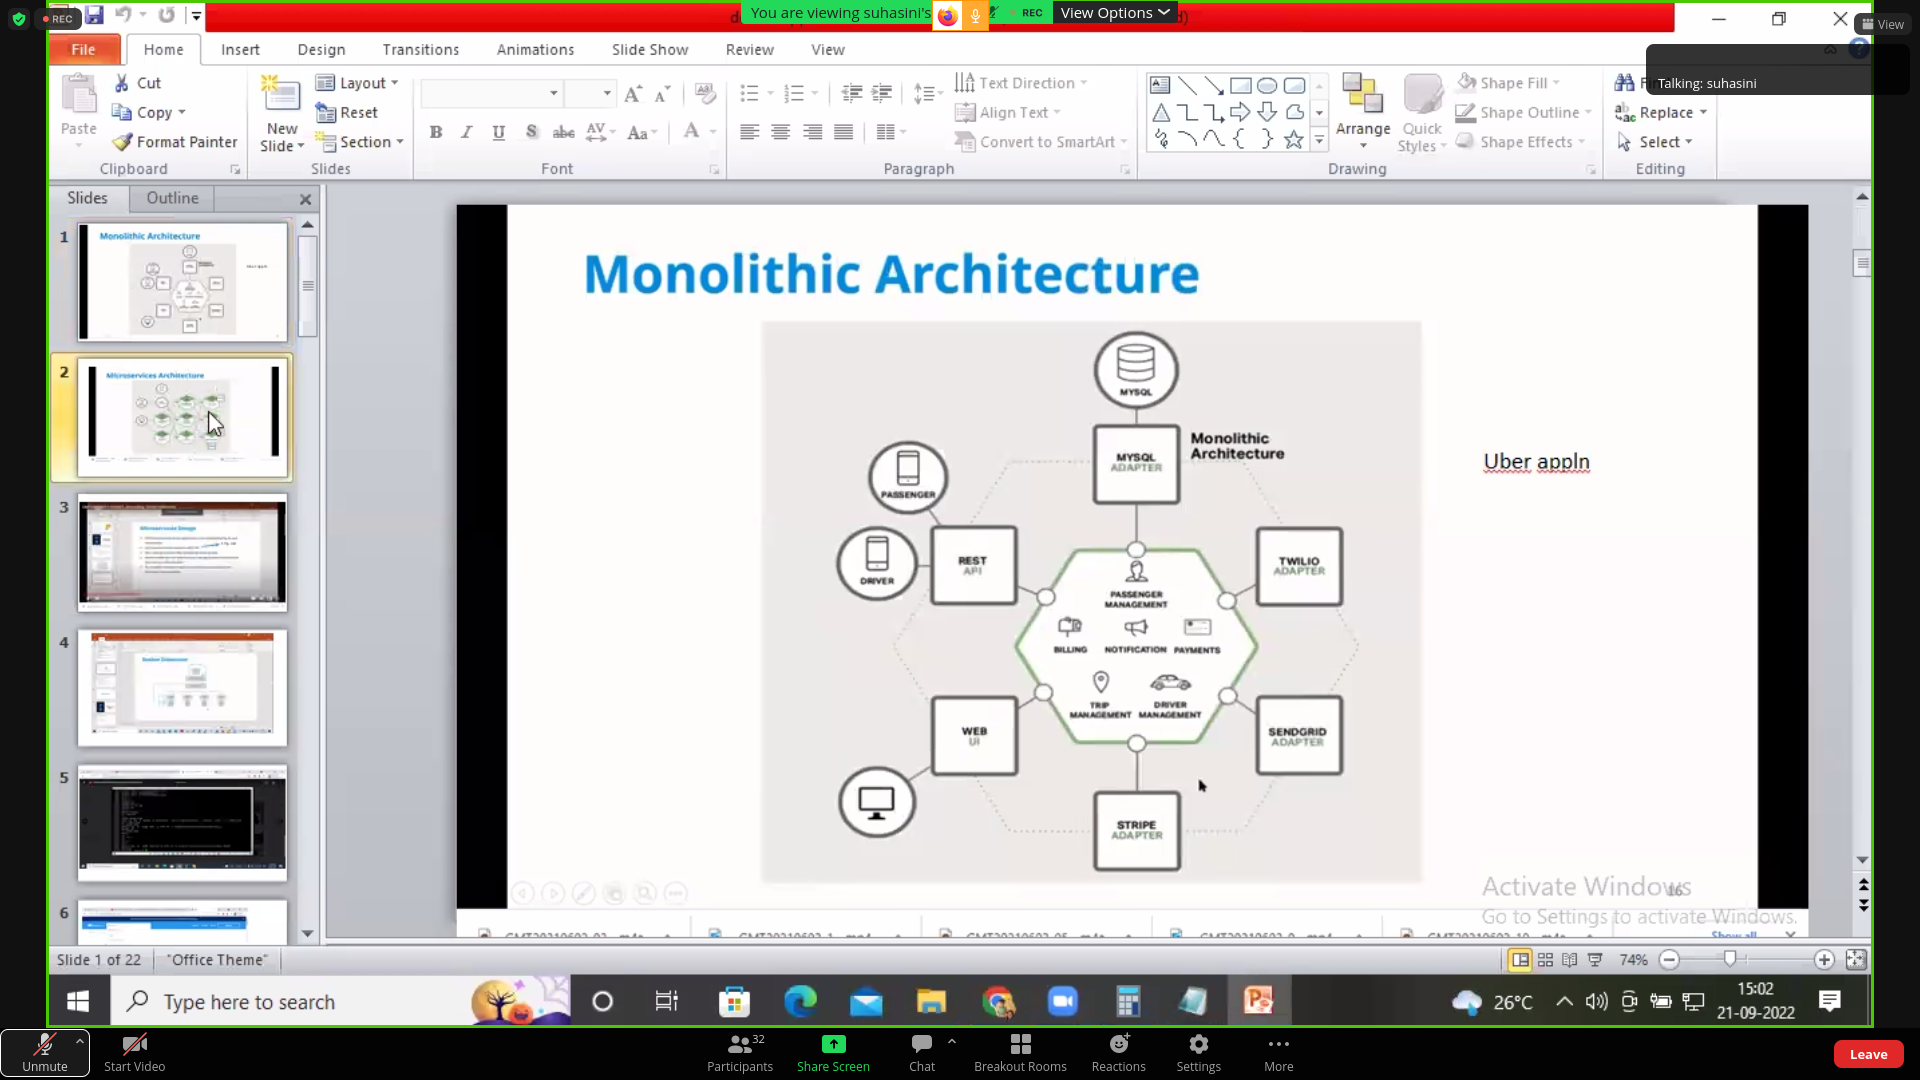 REC
You are viewing suhasini's
REC
View Options
View
File
Home
Insert
Design
Transitions
Animations
Slide Show
Review
View
Talking: suhasini
Paste
Cut
Copy
Format Painter
Clipboard
New
Slide
Layout
Reset
Section
Slides
Font
Text Direction
Align Text
Convert to SmartArt
Paragraph
Arrange
Quick
Styles
Shape Fill
Shape Outline
Shape Effects
Drawing
Replace
Select
Editing
Slides
Outline
1
Monolithic Architecture
2
Microservices Architecture
3
4
5
6
Monolithic Architecture
MYSQL
MYSQL
ADAPTER
Monolithic
Architecture
PASSENGER
DRIVER
REST
API
TWILIO
ADAPTER
PASSENGER
MANAGEMENT
BILLING
NOTIFICATION
PAYMENTS
TRIP
MANAGEMENT
DRIVER
MANAGEMENT
WEB
UI
SENDGRID
ADAPTER
STRIPE
ADAPTER
Uber appln
Activate Windows
16
Go to Settings to activate Windows.
Show all
Slide 1 of 22
"Office Theme"
74%
Type here to search
26°C
15:02
21-09-2022
Unmute
Start Video
32
Participants
Share Screen
Chat
Breakout Rooms
Reactions
Settings
More
Leave